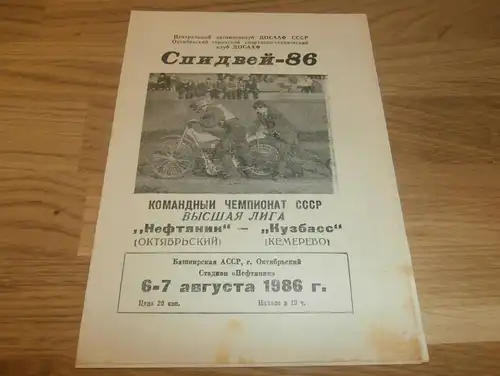 Центральный автомотоклуб ДОСААФ СССР
Октябрьский городской спортивно-технический
клуб ДОСААФ
Спидвей-86
КОМАНДНЫЙ ЧЕМПИОНАТ СССР
ВЫСШАЯ ЛИГА
„Нефтяник“ — „Кузбасс“
(ОКТЯБРЬСКИЙ) (КЕМЕРОВО)
Башкирская АССР, г. Октябрьский
Стадион «Нефтяник»
6-7 августа 1986 г.
Цена 20 коп. Начало в 19 ч.